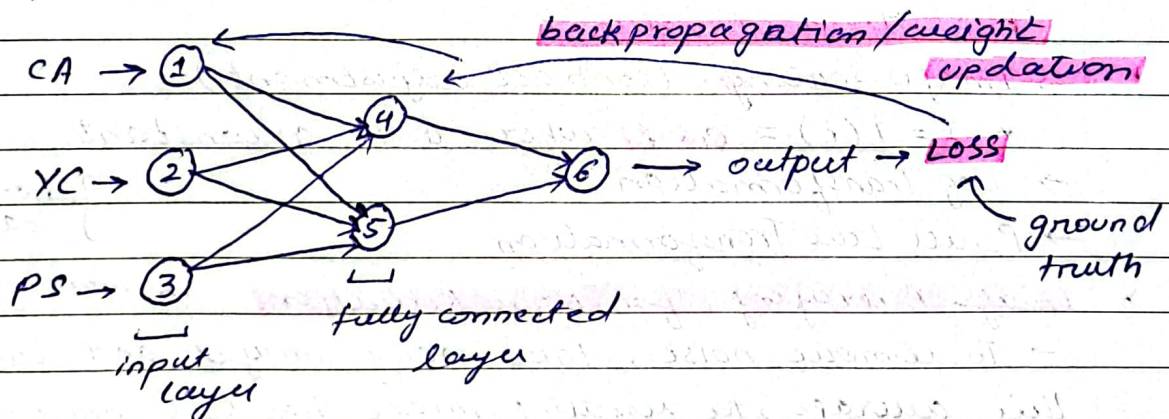 backpropagation/weight
updation
CA → 1
4
YC → 2
6 → output → LOSS
5
ground
truth
PS → 3
fully connected
layer
input
layer